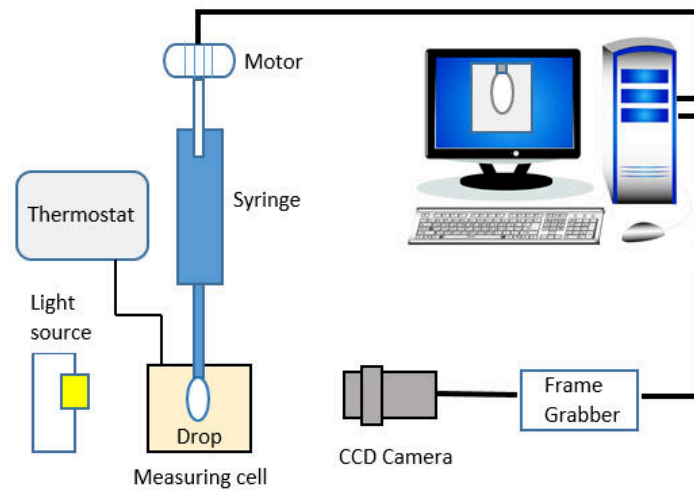 Motor
Syringe
Thermostat
Light
source
Drop
Measuring cell
CCD Camera
Frame
Grabber